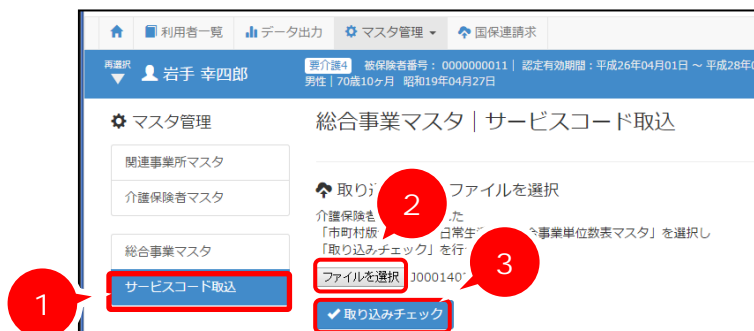 利用者一覧 データ出力 マスタ管理 国保連請求
再選択 岩手 幸四郎 要介護4 被保険者番号： 0000000011｜ 認定有効期間：平成26年04月01日 ～ 平成28年
男性｜70歳10ヶ月 昭和19年04月27日
マスタ管理
総合事業マスタ｜サービスコード取込
関連事業所マスタ
介護保険者マスタ
総合事業マスタ
サービスコード取込
取り ファイルを選択
介護保険 た
「市町村版 日常生 事業単位数表マスタ」を選択し
「取り込みチェック」を行
ファイルを選択 J00014
取り込みチェック
1
2
3